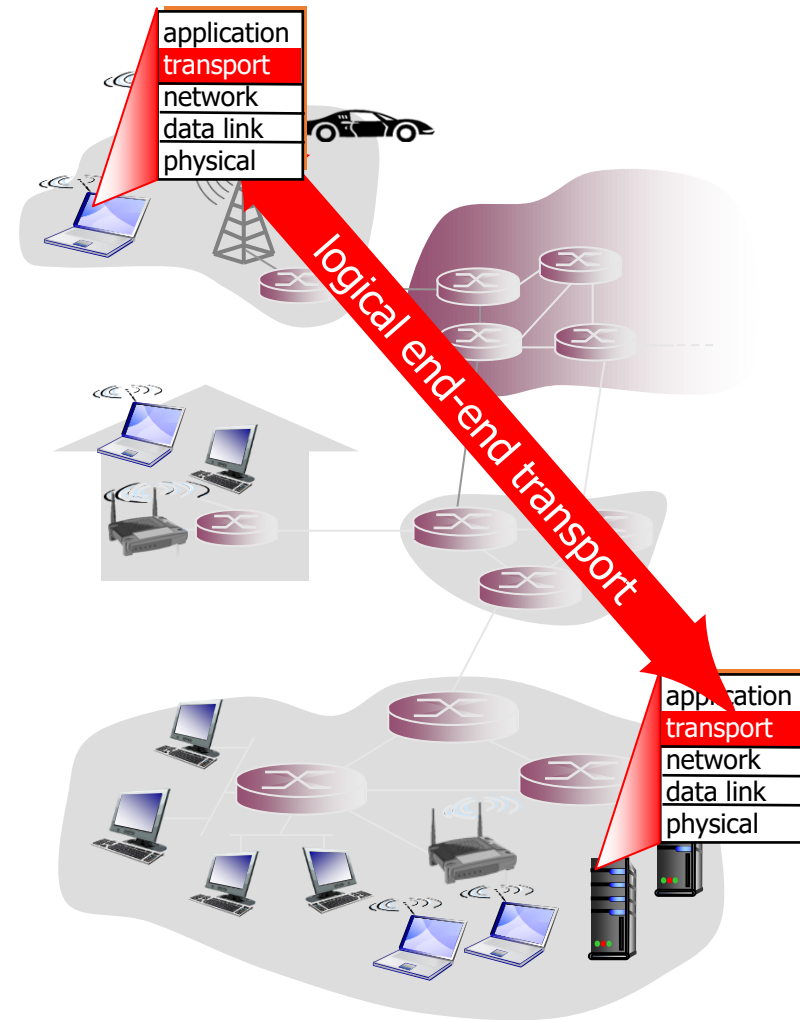 application
transport
network
data link
physical
logical end-end transport
application
transport
network
data link
physical